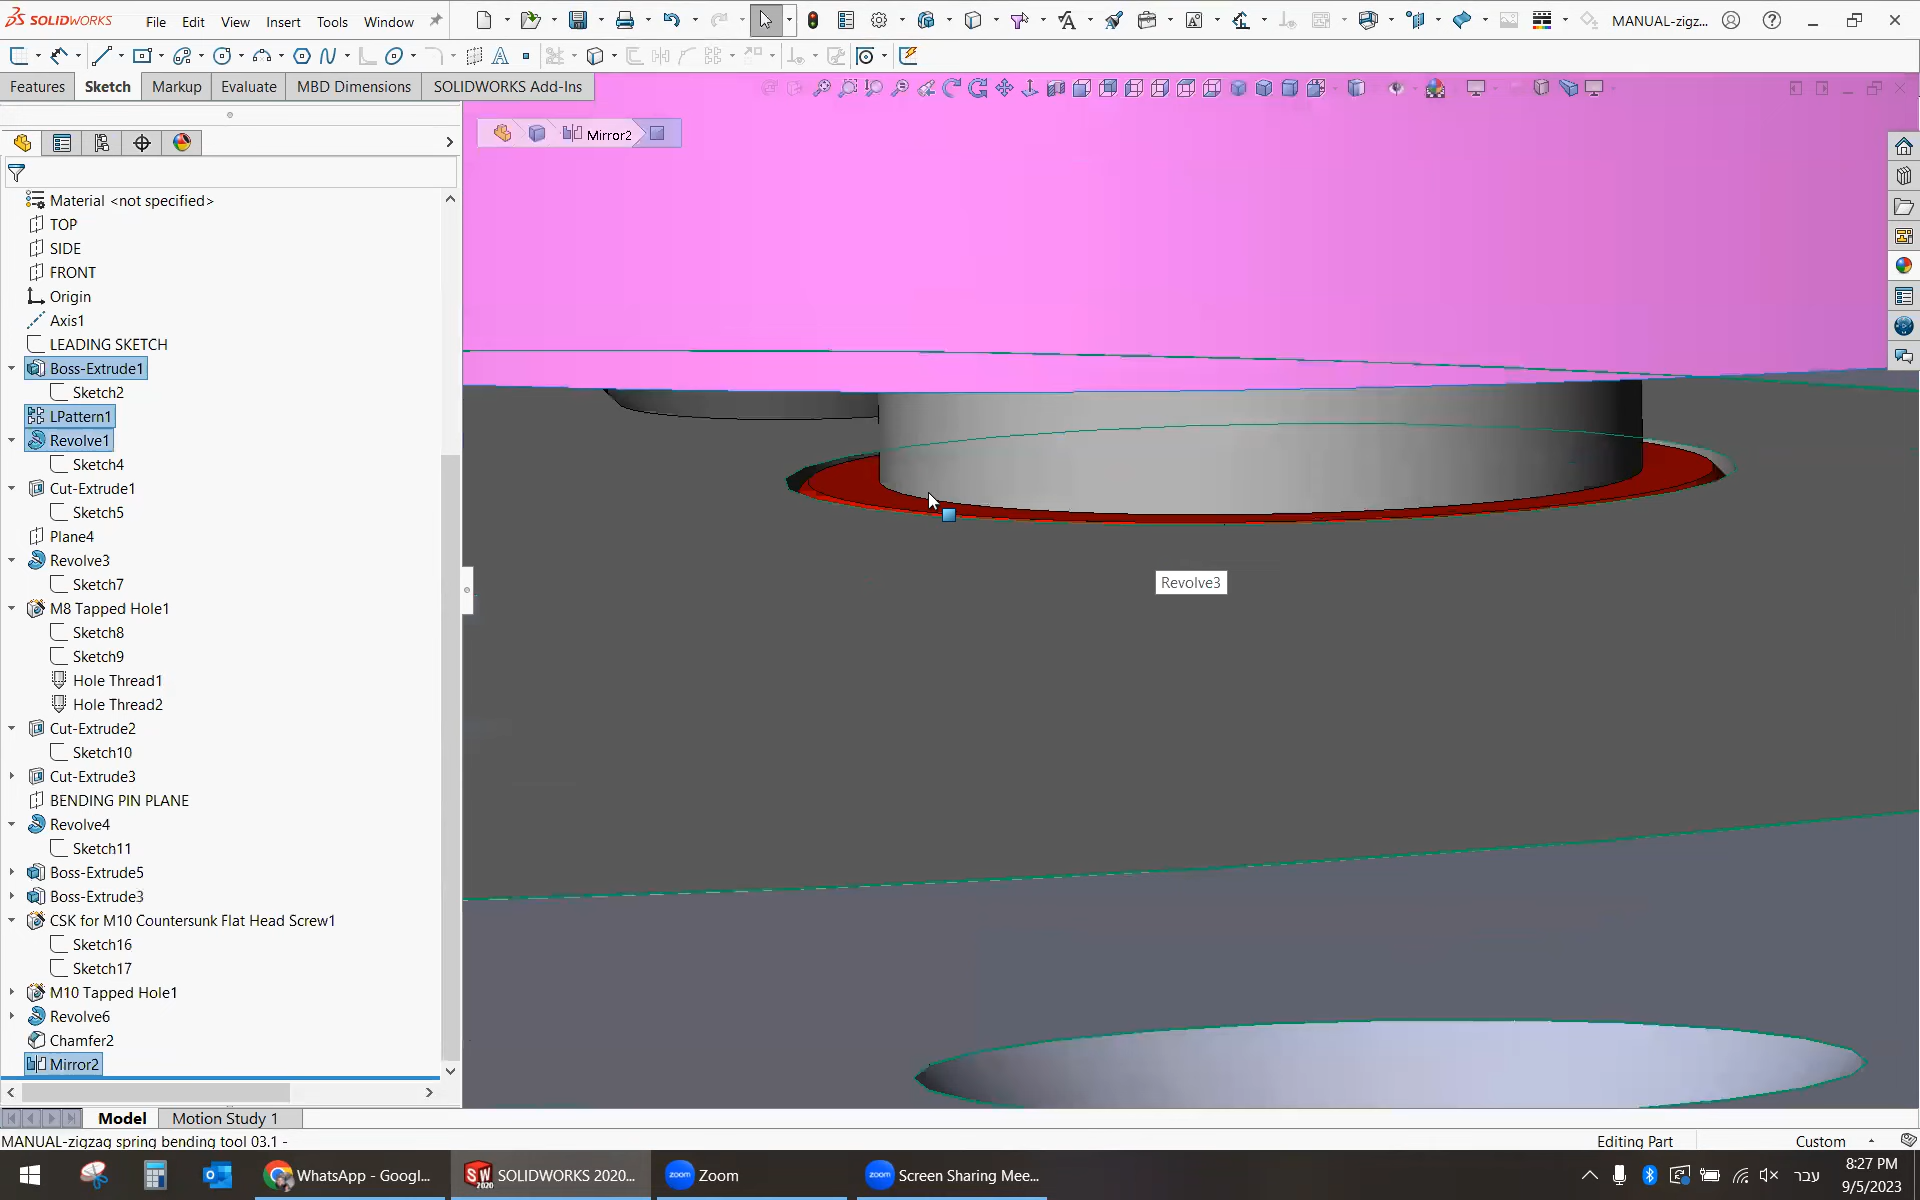 SOLIDWORKS File Edit View Insert Tools Window MANUAL-zigz...
Features Sketch Markup Evaluate MBD Dimensions SOLIDWORKS Add-Ins
Mirror2
Material <not specified>
TOP
SIDE
FRONT
Origin
Axis1
LEADING SKETCH
Boss-Extrude1
Sketch2
LPattern1
Revolve1
Sketch4
Cut-Extrude1
Sketch5
Plane4
Revolve3
Sketch7
M8 Tapped Hole1
Sketch8
Sketch9
Hole Thread1
Hole Thread2
Cut-Extrude2
Sketch10
Cut-Extrude3
BENDING PIN PLANE
Revolve4
Sketch11
Boss-Extrude5
Boss-Extrude3
CSK for M10 Countersunk Flat Head Screw1
Sketch16
Sketch17
M10 Tapped Hole1
Revolve6
Chamfer2
Mirror2
Revolve3
Model Motion Study 1
MANUAL-zigzag spring bending tool 03.1 - Editing Part Custom
WhatsApp - Googl... SW 2020 SOLIDWORKS 2020... zoom Zoom zoom Screen Sharing Mee... עבר 8:27 PM
9/5/2023